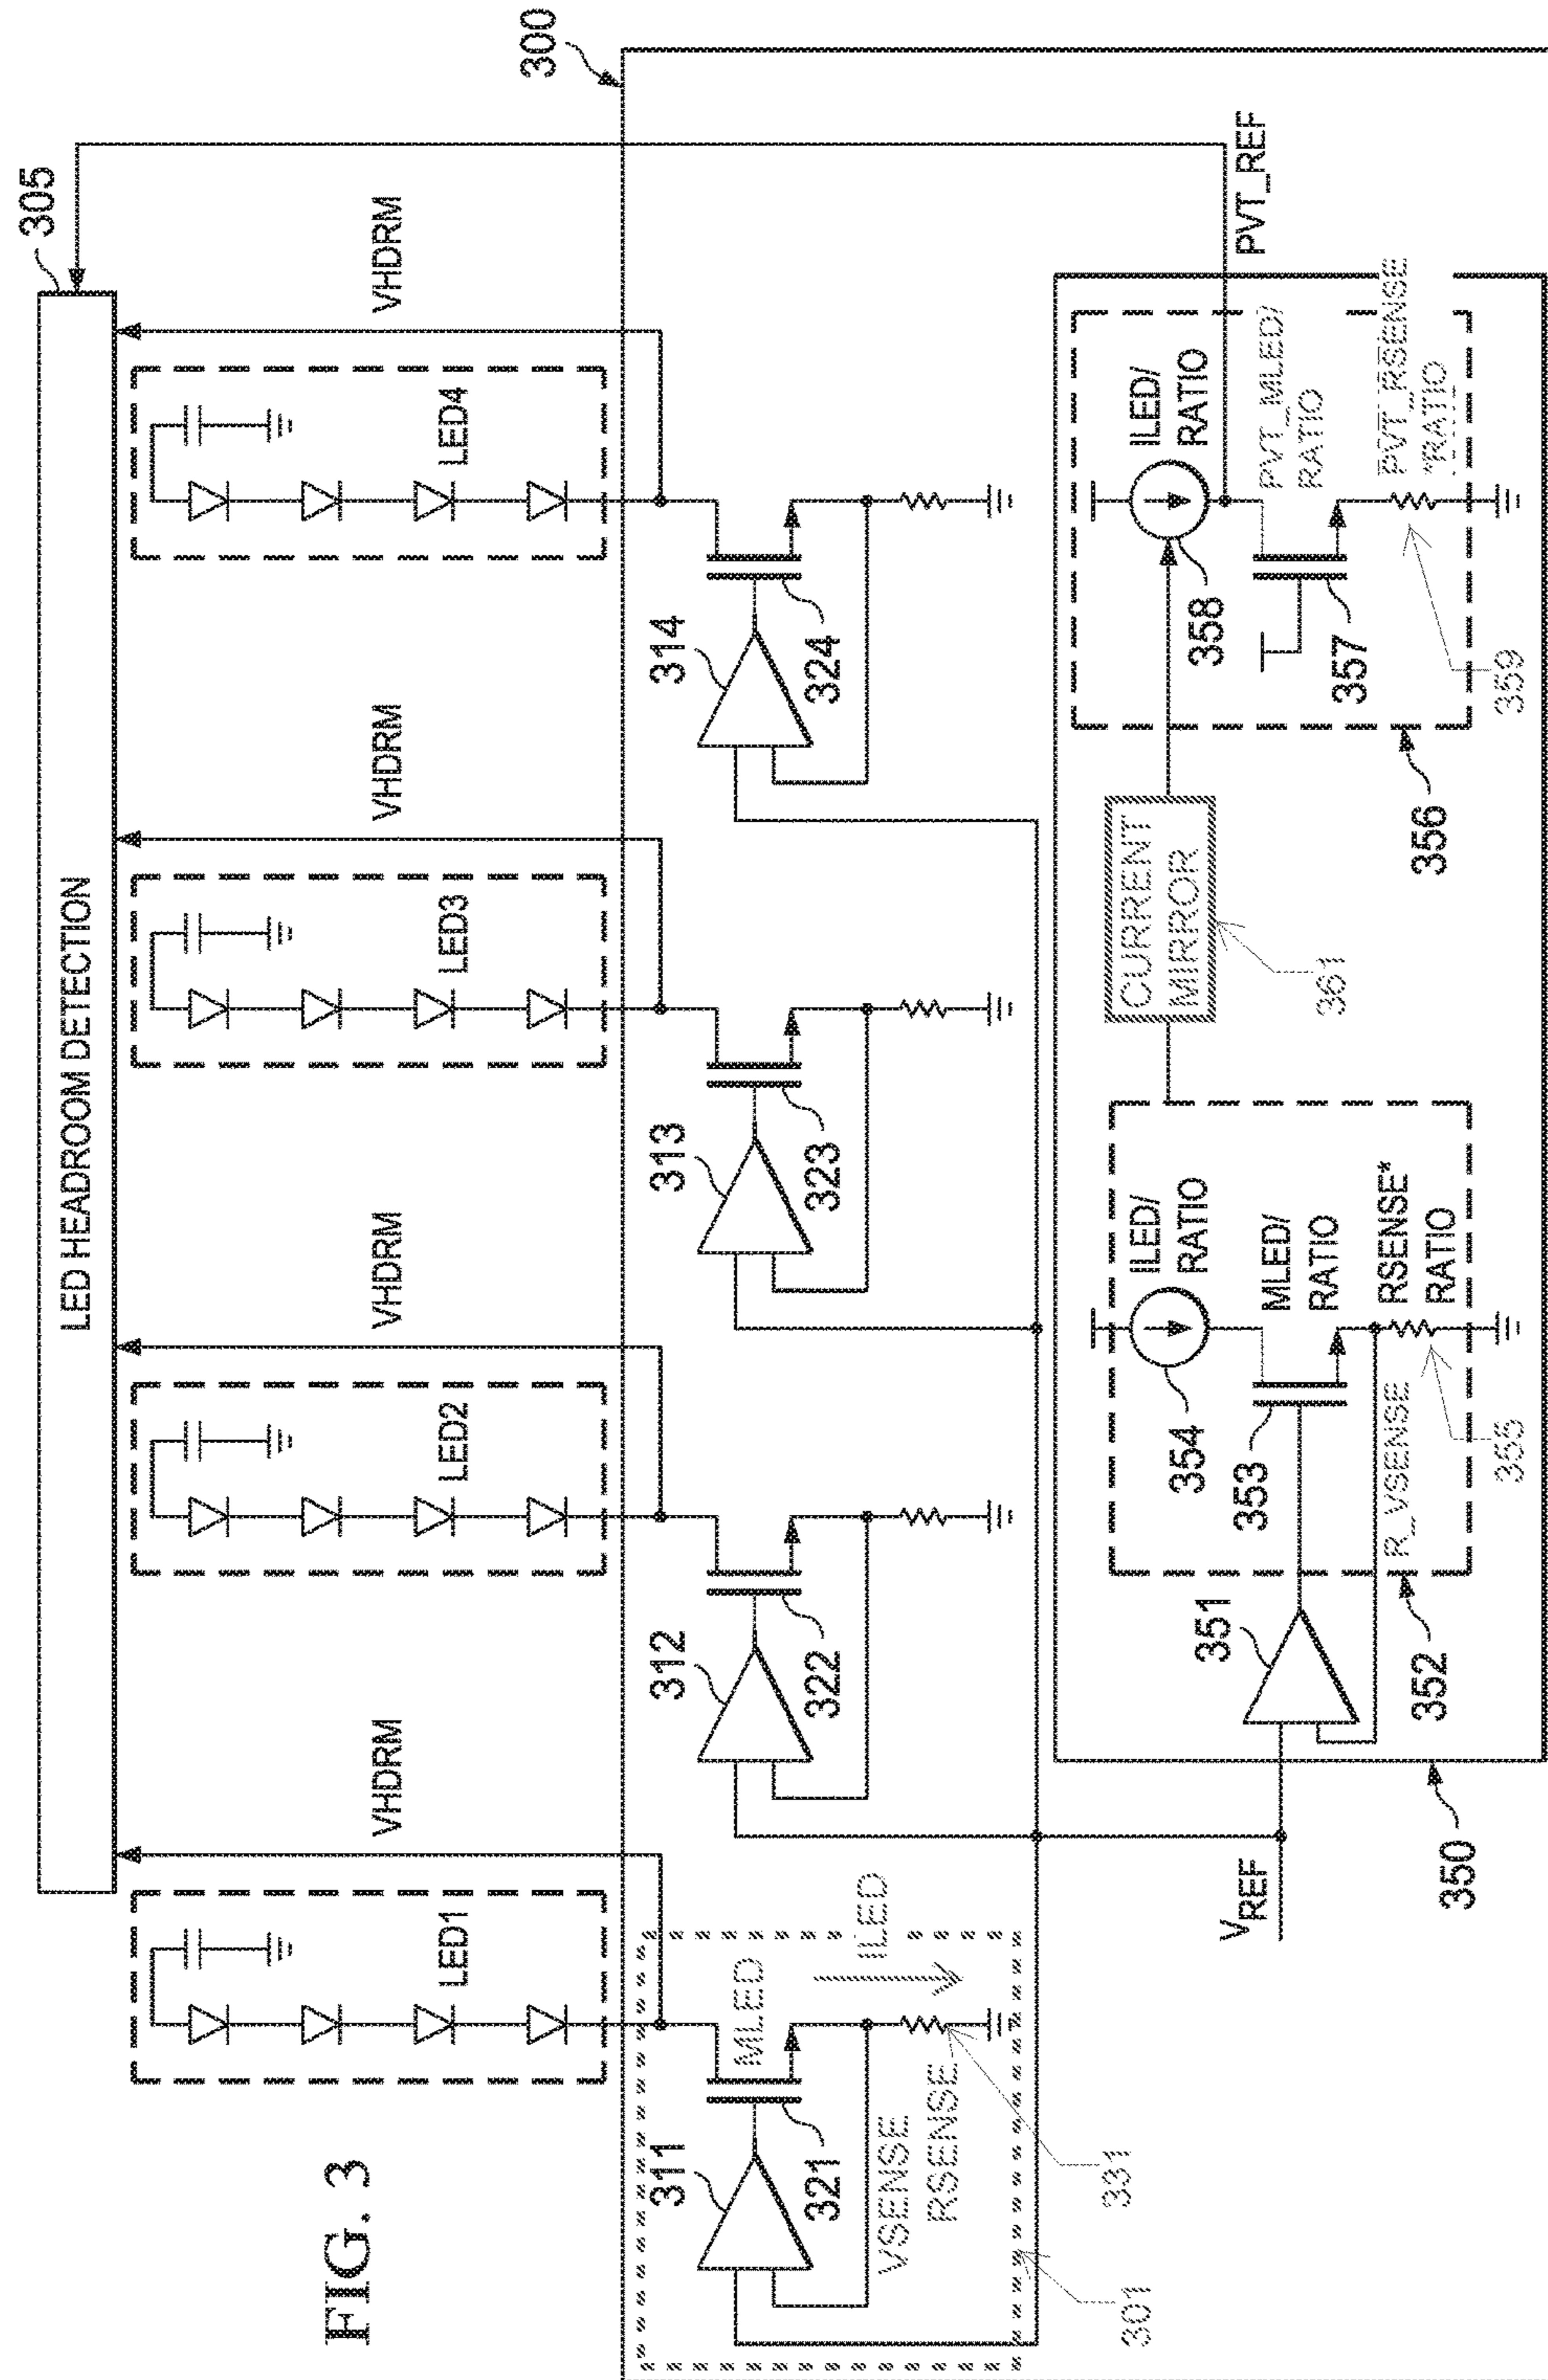 FIG. 3
300
305
LED HEADROOM DETECTION
VHDRM
VHDRM
VHDRM
VHDRM
LED1
LED2
LED3
LED4
311
312
313
314
MLED
321
322
323
324
ILED
VSENSE
RSENSE
331
301
VREF
350
351
352
R_VSENSE
353
354
355
ILED/
RATIO
MLED/
RATIO
RSENSE*
RATIO
CURRENT
MIRROR
361
356
357
358
359
ILED/
RATIO
PVT_MLED/
RATIO
PVT_RSENSE
*RATIO
PVT_REF